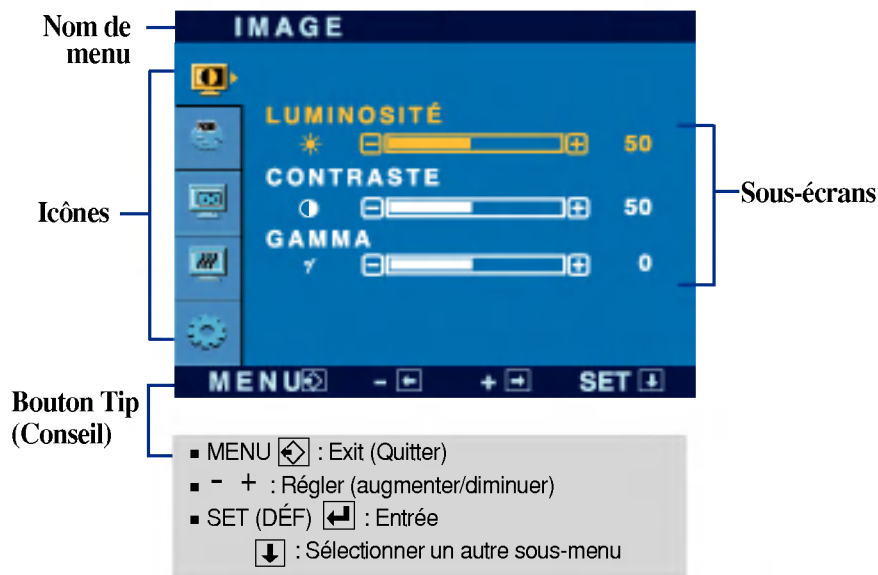 Nom de
menu
IMAGE
LUMINOSITÉ
50
CONTRASTE
50
GAMMA
0
Icônes
Sous-écrans
MENU - + SET
Bouton Tip
(Conseil)
▪ MENU : Exit (Quitter)
▪ - + : Régler (augmenter/diminuer)
▪ SET (DÉF) : Entrée
: Sélectionner un autre sous-menu